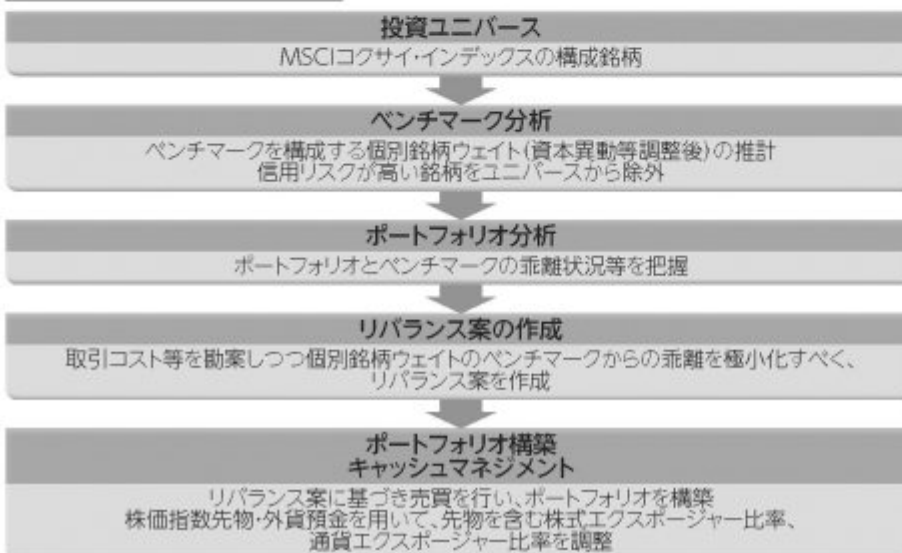 投資ユニバース
MSCIコクサイ・インデックスの構成銘柄
ベンチマーク分析
ベンチマークを構成する個別銘柄ウェイト(資本異動等調整後)の推計
信用リスクが高い銘柄をユニバースから除外
ポートフォリオ分析
ポートフォリオとベンチマークの乖離状況等を把握
リバランス案の作成
取引コスト等を勘案しつつ個別銘柄ウェイトのベンチマークからの乖離を極小化すべく、
リバランス案を作成
ポートフォリオ構築
キャッシュマネジメント
リバランス案に基づき売買を行い、ポートフォリオを構築
株価指数先物・外貨預金を用いて、先物を含む株式エクスポージャー比率、
通貨エクスポージャー比率を調整